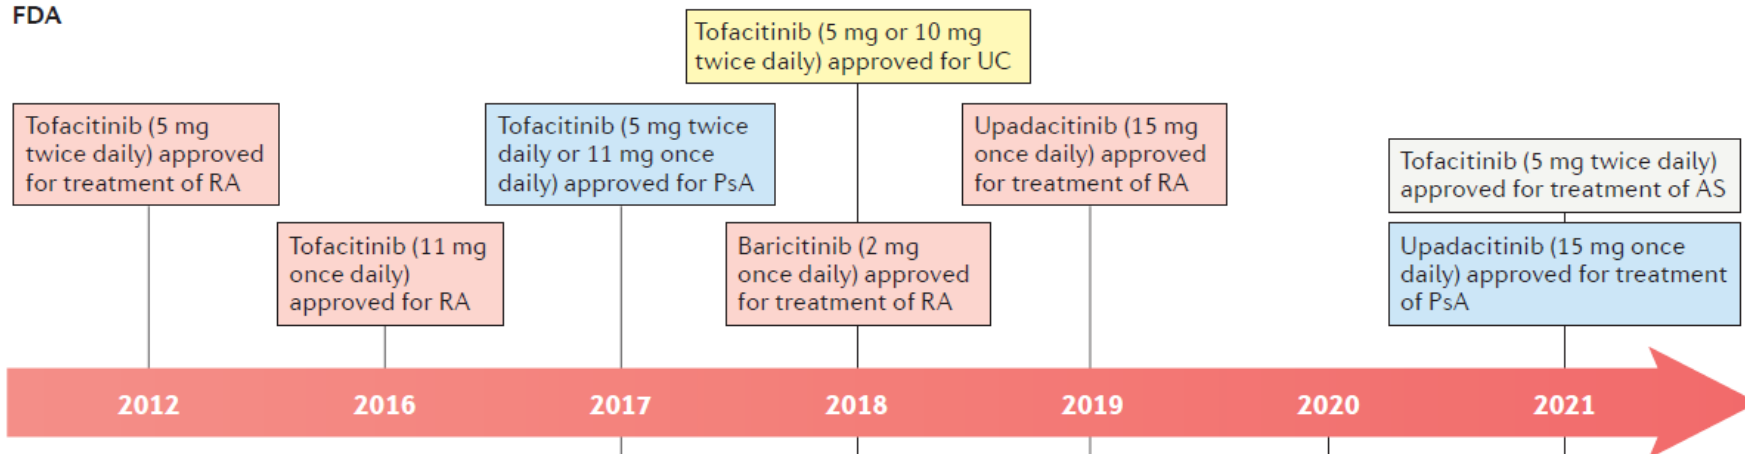 FDA
Tofacitinib (5 mg or 10 mg
twice daily) approved for UC
Tofacitinib (5 mg
twice daily) approved
for treatment of RA
Tofacitinib (5 mg twice
daily or 11 mg once
daily) approved for PsA
Upadacitinib (15 mg
once daily) approved
for treatment of RA
Tofacitinib (5 mg twice daily)
approved for treatment of AS
Tofacitinib (11 mg
once daily)
approved for RA
Baricitinib (2 mg
once daily) approved
for treatment of RA
Upadacitinib (15 mg once
daily) approved for treatment
of PsA
2012 2016 2017 2018 2019 2020 2021